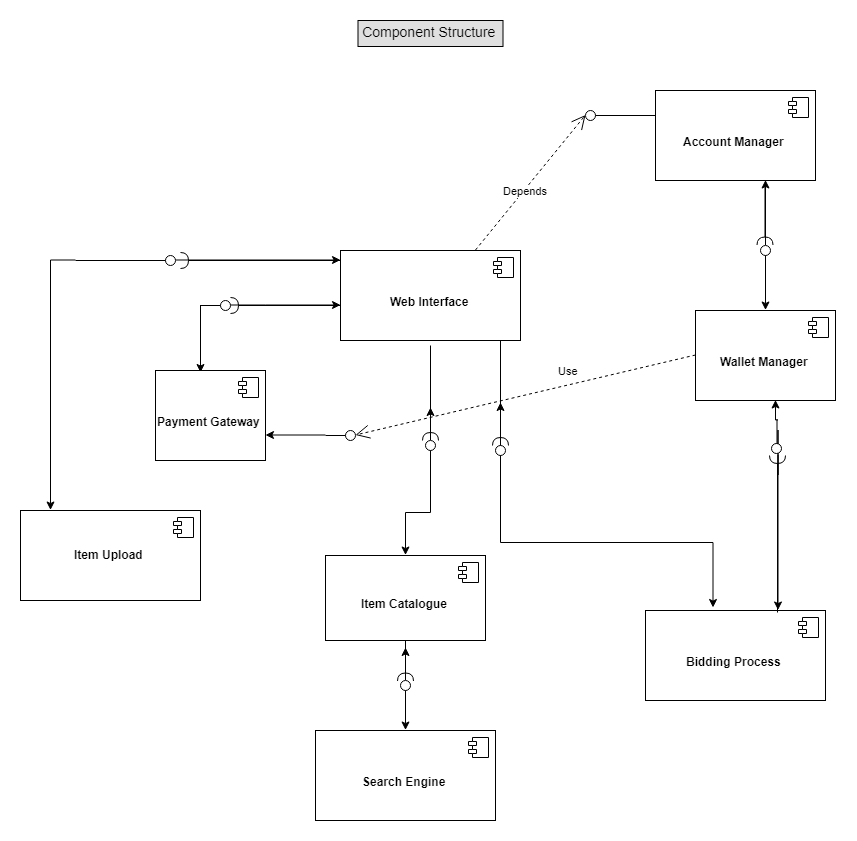 Component Structure
Account Manager
Depends
Web Interface
Wallet Manager
Use
Payment Gateway
Item Upload
Item Catalogue
Bidding Process
Search Engine